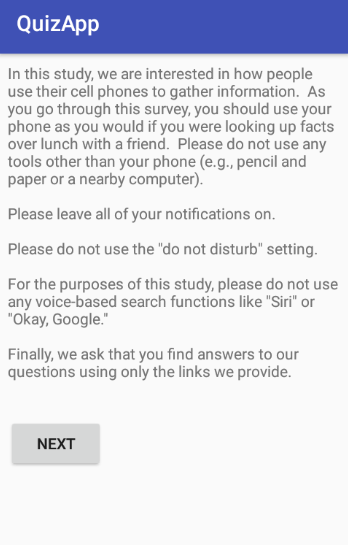 QuizApp
In this study, we are interested in how people
use their cell phones to gather information.  As
you go through this survey, you should use your
phone as you would if you were looking up facts
over lunch with a friend.  Please do not use any
tools other than your phone (e.g., pencil and
paper or a nearby computer).
Please leave all of your notifications on.
Please do not use the "do not disturb" setting.
For the purposes of this study, please do not use
any voice-based search functions like "Siri" or
"Okay, Google."
Finally, we ask that you find answers to our
questions using only the links we provide.
NEXT